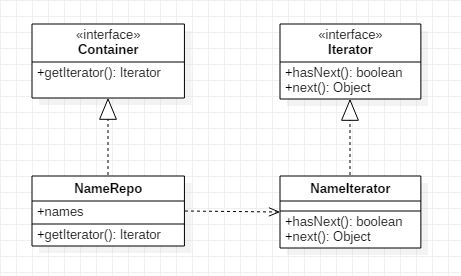 «interface»
Container
+getIterator(): Iterator
«interface»
Iterator
+hasNext(): boolean
+next(): Object
NameRepo
+names
+getIterator(): Iterator
NameIterator
+hasNext(): boolean
+next(): Object